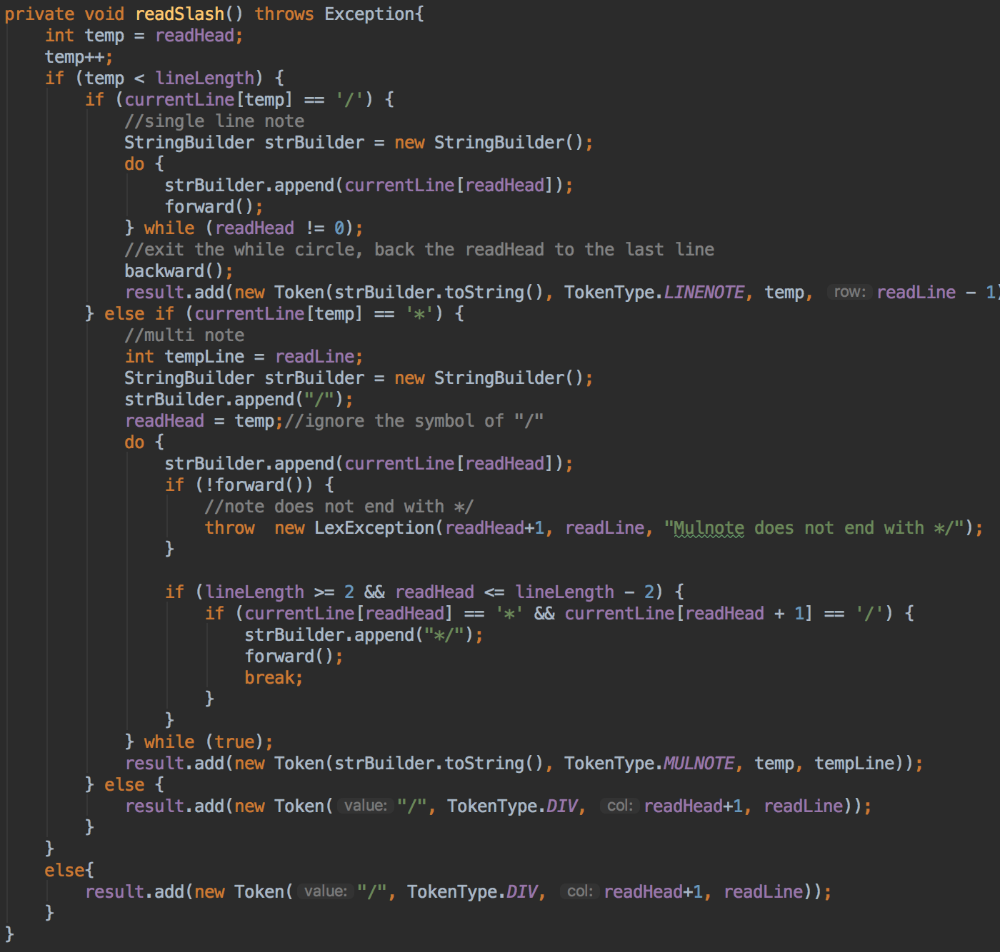 private void readSlash() throws Exception{
    int temp = readHead;
    temp++;
    if (temp < lineLength) {
        if (currentLine[temp] == '/') {
            //single line note
            StringBuilder strBuilder = new StringBuilder();
            do {
                strBuilder.append(currentLine[readHead]);
                forward();
            } while (readHead != 0);
            //exit the while circle, back the readHead to the last line
            backward();
            result.add(new Token(strBuilder.toString(), TokenType.LINENOTE, temp, row: readLine - 1)
        } else if (currentLine[temp] == '*') {
            //multi note
            int tempLine = readLine;
            StringBuilder strBuilder = new StringBuilder();
            strBuilder.append("/");
            readHead = temp;//ignore the symbol of "/"
            do {
                strBuilder.append(currentLine[readHead]);
                if (!forward()) {
                    //note does not end with */
                    throw  new LexException(readHead+1, readLine, "Mulnote does not end with */");
                }

                if (lineLength >= 2 && readHead <= lineLength - 2) {
                    if (currentLine[readHead] == '*' && currentLine[readHead + 1] == '/') {
                        strBuilder.append("*/");
                        forward();
                        break;
                    }
                }
            } while (true);
            result.add(new Token(strBuilder.toString(), TokenType.MULNOTE, temp, tempLine));
        } else {
            result.add(new Token( value: "/", TokenType.DIV, col: readHead+1, readLine));
        }
    }
    else{
        result.add(new Token( value: "/", TokenType.DIV, col: readHead+1, readLine));
    }
}